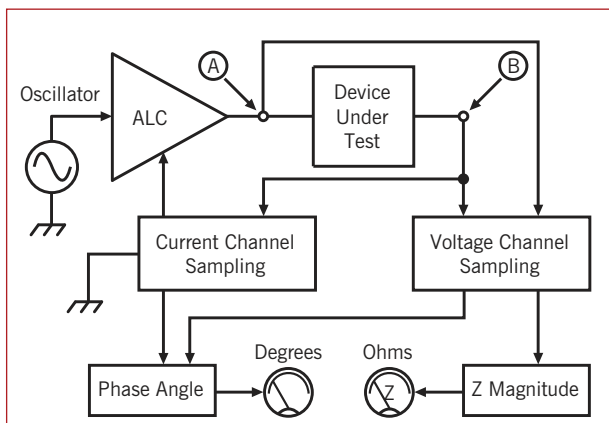 A
B
Oscillator
ALC
Device
Under
Test
Current Channel
Sampling
Voltage Channel
Sampling
Degrees
Ohms
Phase Angle
Z
Z Magnitude